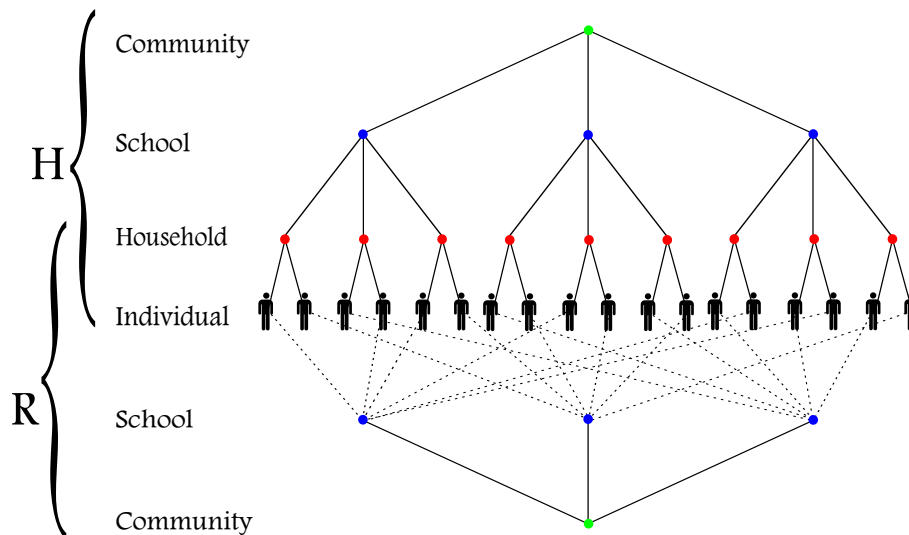 Community
School
H
Household
Individual
R
School
Community